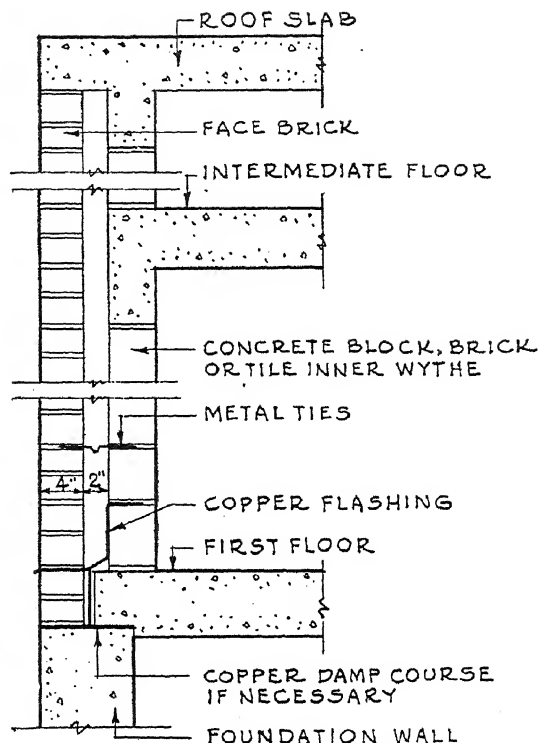 ROOF SLAB
FACE BRICK
INTERMEDIATE FLOOR
CONCRETE BLOCK, BRICK
OR TILE INNER WYTHE
METAL TIES
4" 2"
COPPER FLASHING
FIRST FLOOR
COPPER DAMP COURSE
IF NECESSARY
FOUNDATION WALL